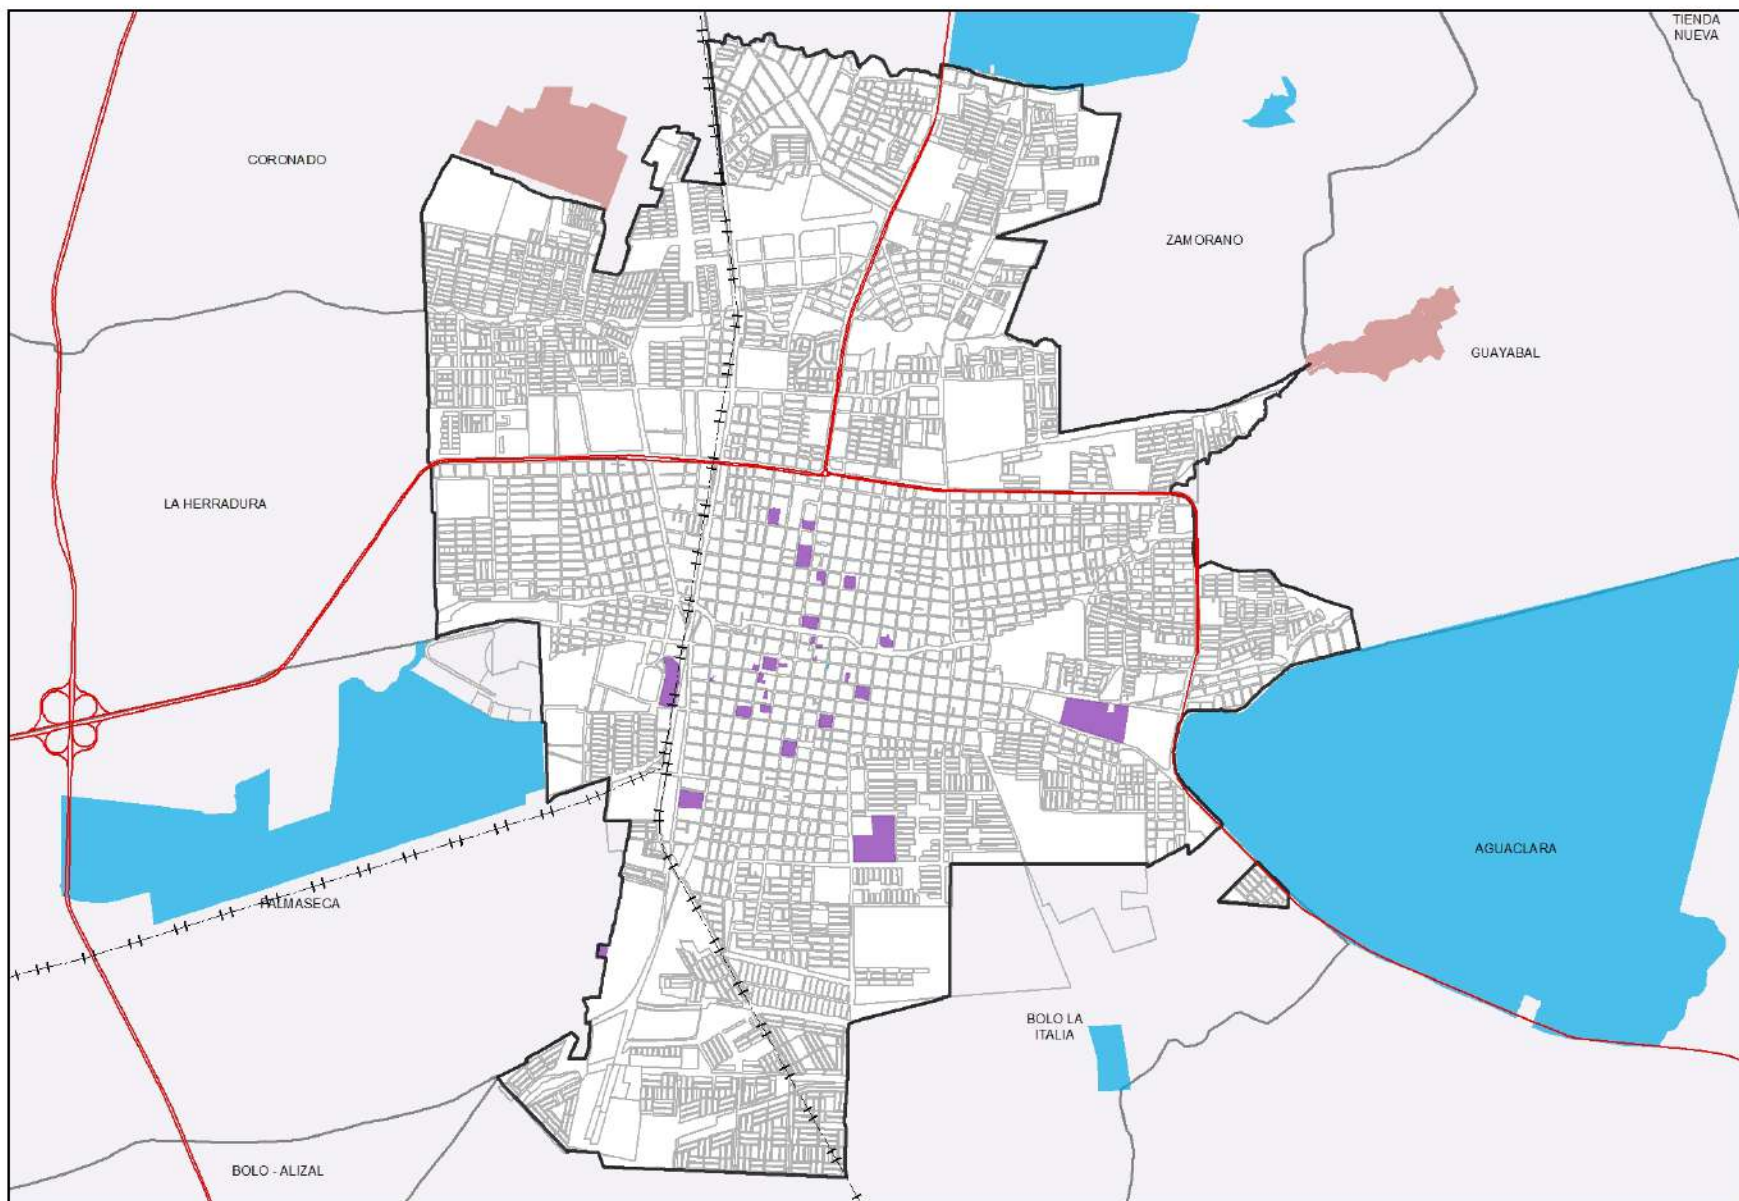 TIENDA
NUEVA
CORONADO
ZAMORANO
GUAYABAL
LA HERRADURA
AGUACLARA
PALMASECA
BOLO LA
ITALIA
BOLO - ALIZAL